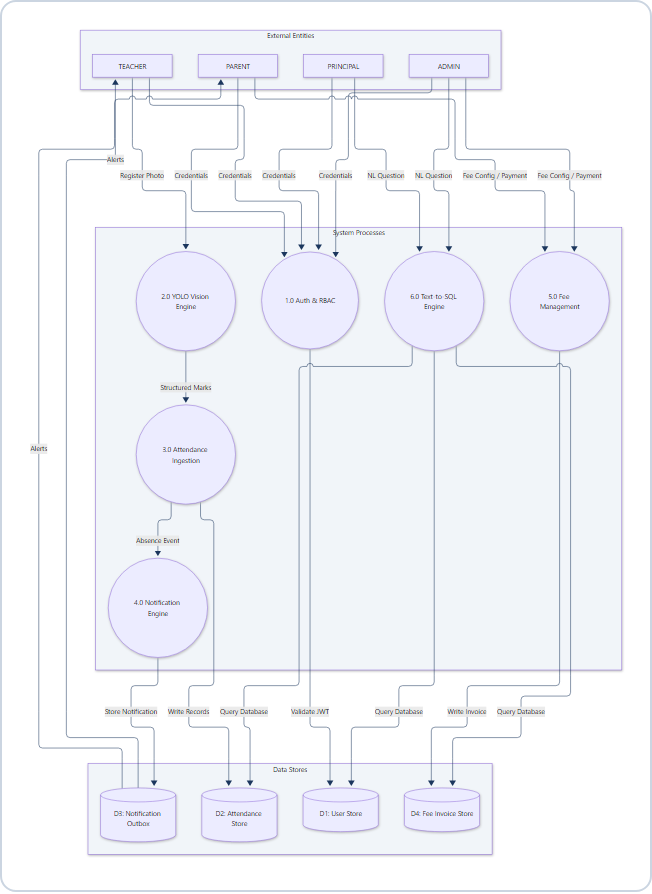 External Entities
TEACHER
PARENT
PRINCIPAL
ADMIN
Alerts
Register Photo
Credentials
Credentials
Credentials
Credentials
NL Question
NL Question
Fee Config / Payment
Fee Config / Payment
System Processes
2.0 YOLO Vision
Engine
1.0 Auth & RBAC
6.0 Text-to-SQL
Engine
5.0 Fee
Management
Structured Marks
3.0 Attendance
Ingestion
Alerts
Absence Event
4.0 Notification
Engine
Store Notification
Write Records
Query Database
Validate JWT
Query Database
Write Invoice
Query Database
Data Stores
D3: Notification
Outbox
D2: Attendance
Store
D1: User Store
D4: Fee Invoice Store